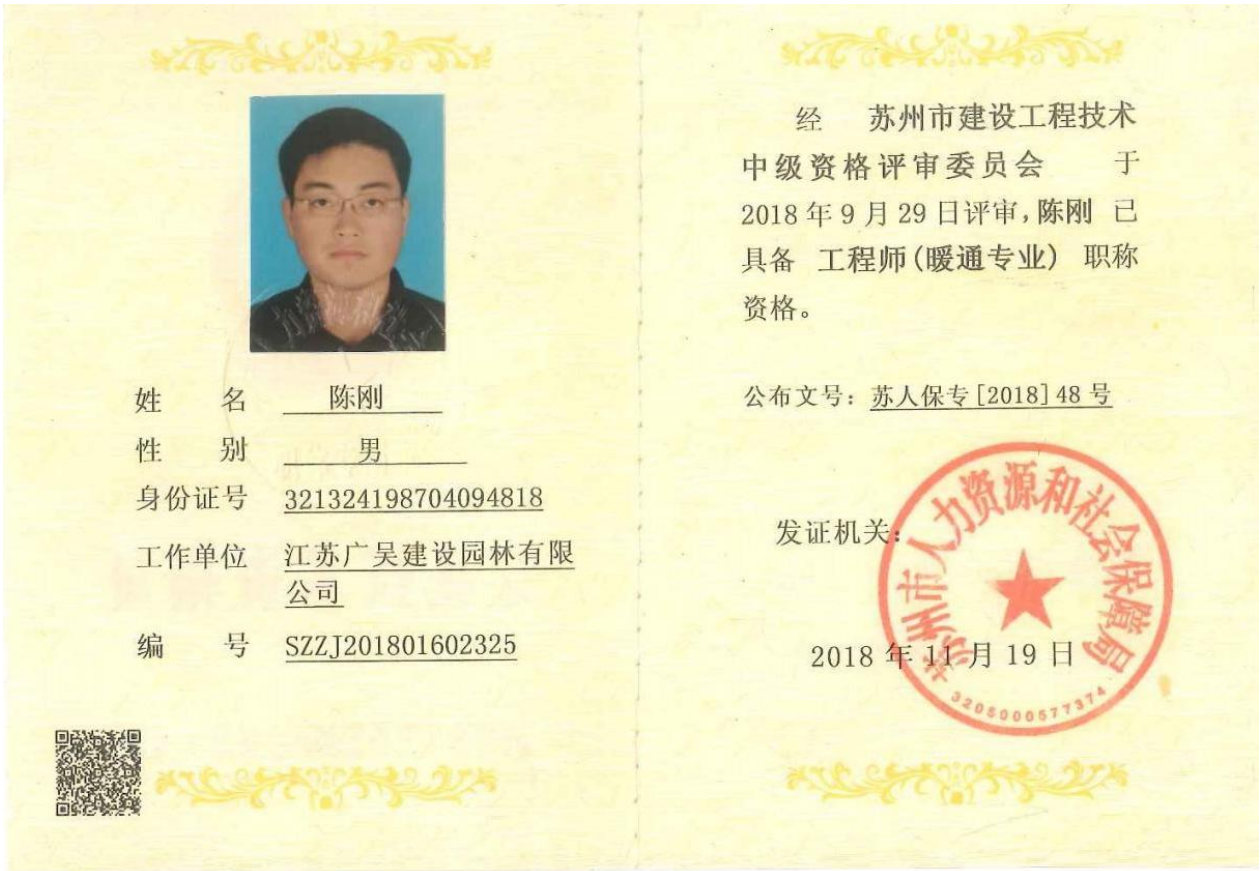 姓 名 陈刚
性 别 男
身份证号 321324198704094818
工作单位 江苏广吴建设园林有限
公司
编 号 SZZJ201801602325
经 苏州市建设工程技术
中级资格评审委员会 于
2018年9月29日评审,陈刚 已
具备 工程师(暖通专业) 职称
资格。
公布文号：苏人保专[2018]48号
发证机关：
苏州市人力资源和社会保障局
2018年11月19日
3205000577374